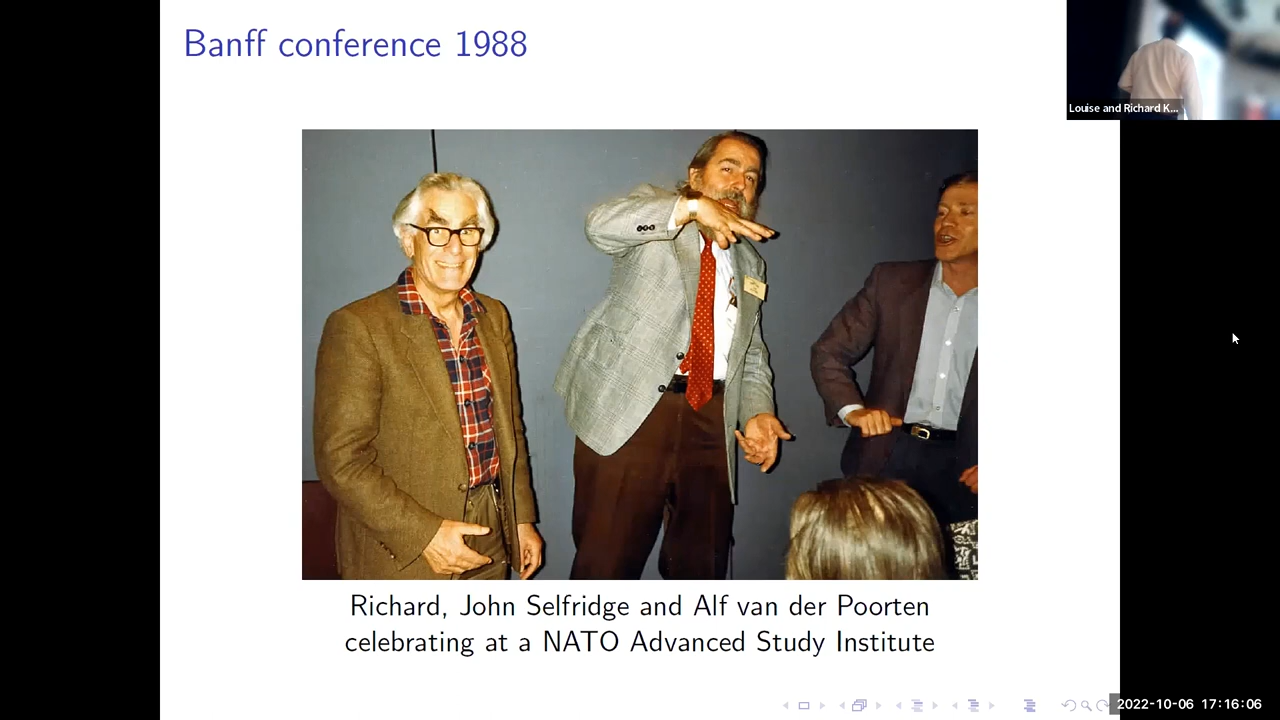 Banff conference 1988
Louise and Richard K...
Richard, John Selfridge and Alf van der Poorten
celebrating at a NATO Advanced Study Institute
2022-10-06 17:16:06